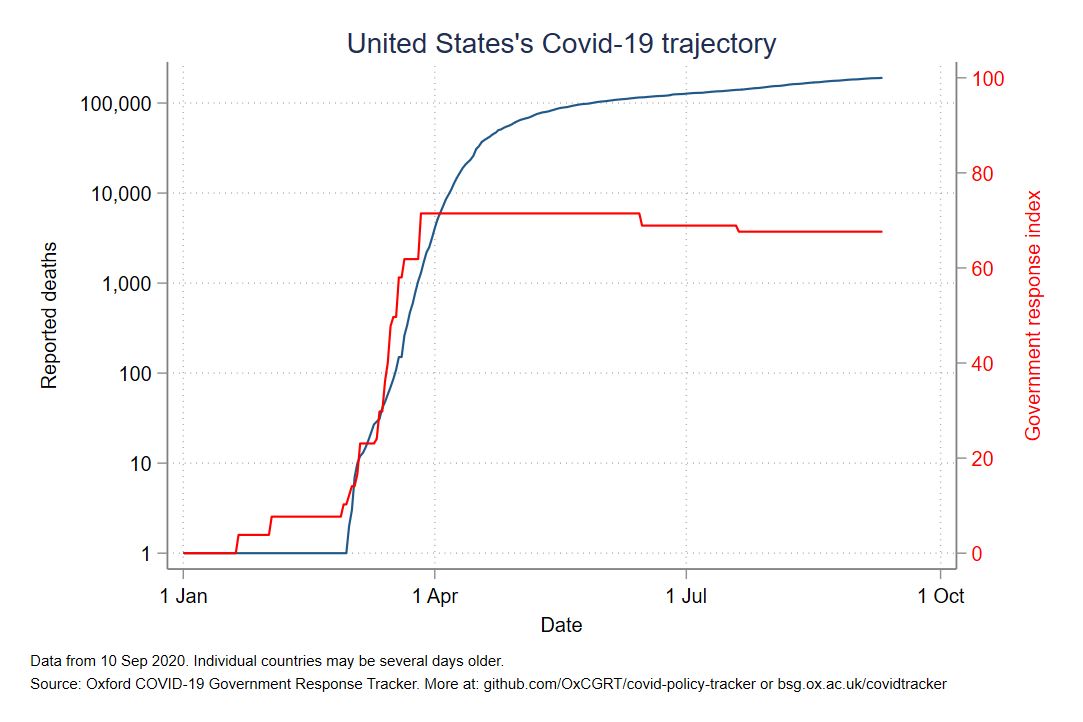 United States's Covid-19 trajectory
100,000
10,000
1,000
100
10
1
Reported deaths
100
80
60
40
20
0
Government response index
1 Jan
1 Apr
1 Jul
1 Oct
Date
Data from 10 Sep 2020. Individual countries may be several days older.
Source: Oxford COVID-19 Government Response Tracker. More at: github.com/OxCGRT/covid-policy-tracker or bsg.ox.ac.uk/covidtracker